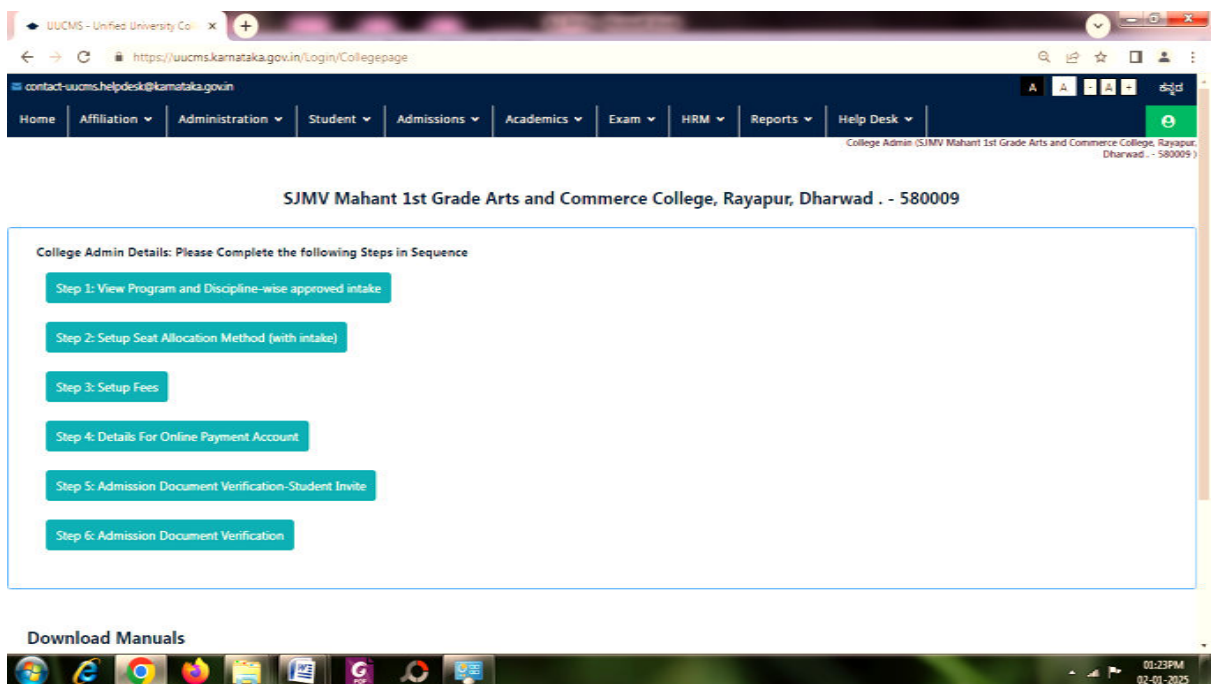 UUCMS - Unified University Co
https://uucms.karnataka.gov.in/Login/Collegepage
contact-uucms.helpdesk@karnataka.gov.in
A A - A + ಕನ್ನಡ
Home Affiliation Administration Student Admissions Academics Exam HRM Reports Help Desk
College Admin (SJMV Mahant 1st Grade Arts and Commerce College, Rayapur,
Dharwad . - 580009 )
SJMV Mahant 1st Grade Arts and Commerce College, Rayapur, Dharwad . - 580009
College Admin Details: Please Complete the following Steps in Sequence
Step 1: View Program and Discipline-wise approved intake
Step 2: Setup Seat Allocation Method (with intake)
Step 3: Setup Fees
Step 4: Details For Online Payment Account
Step 5: Admission Document Verification-Student Invite
Step 6: Admission Document Verification
Download Manuals
01:23PM
02-01-2025